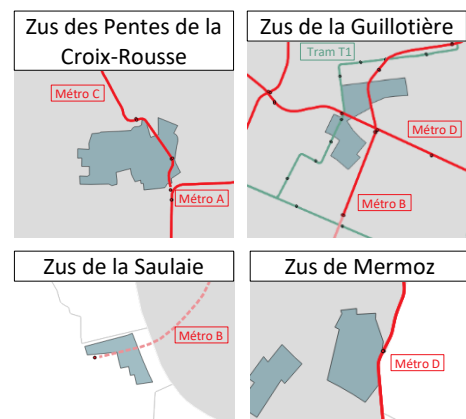 Zus des Pentes de la
Croix-Rousse
Métro C
Métro A
Zus de la Guillotière
Tram T1
Métro D
Métro B
Zus de la Saulaie
Métro B
Zus de Mermoz
Métro D